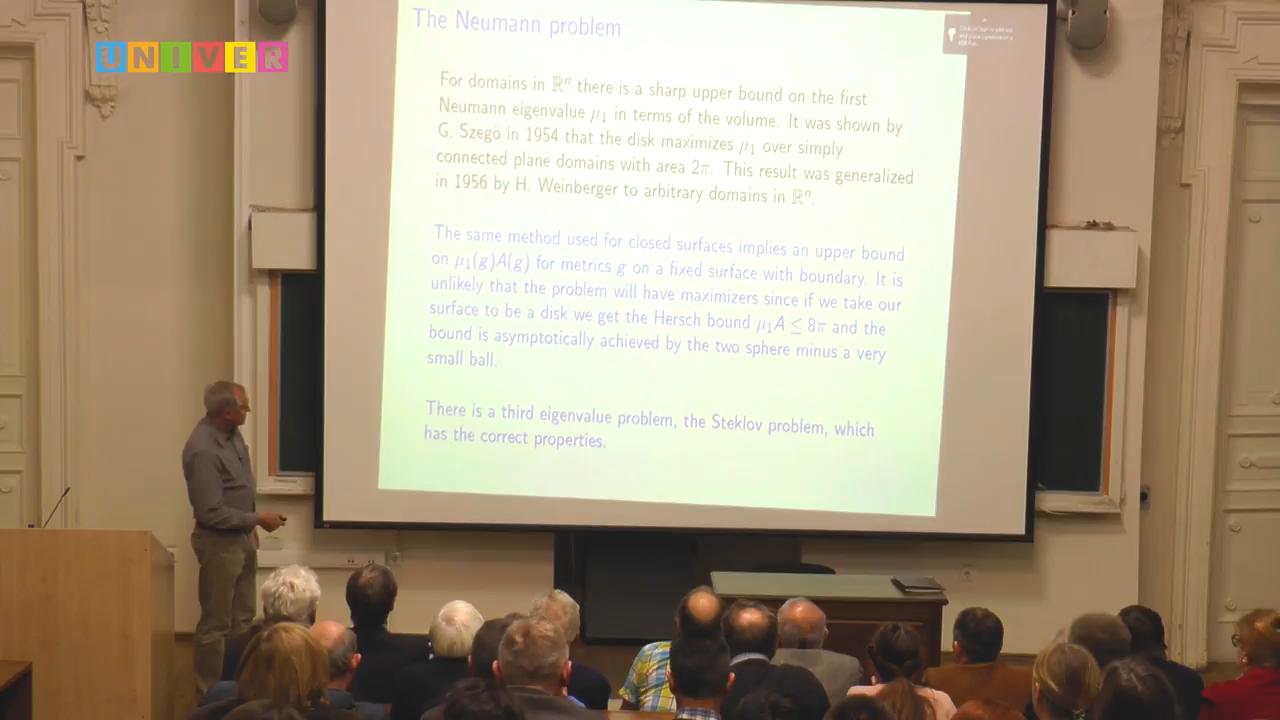 UNIVER
The Neumann problem
For domains in ℝⁿ there is a sharp upper bound on the first
Neumann eigenvalue μ₁ in terms of the volume. It was shown by
G. Szegö in 1954 that the disk maximizes μ₁ over simply
connected plane domains with area 2π. This result was generalized
in 1956 by H. Weinberger to arbitrary domains in ℝⁿ.
The same method used for closed surfaces implies an upper bound
on μ₁(g)A(g) for metrics g on a fixed surface with boundary. It is
unlikely that the problem will have maximizers since if we take our
surface to be a disk we get the Hersch bound μ₁A ≤ 8π and the
bound is asymptotically achieved by the two sphere minus a very
small ball.
There is a third eigenvalue problem, the Steklov problem, which
has the correct properties.